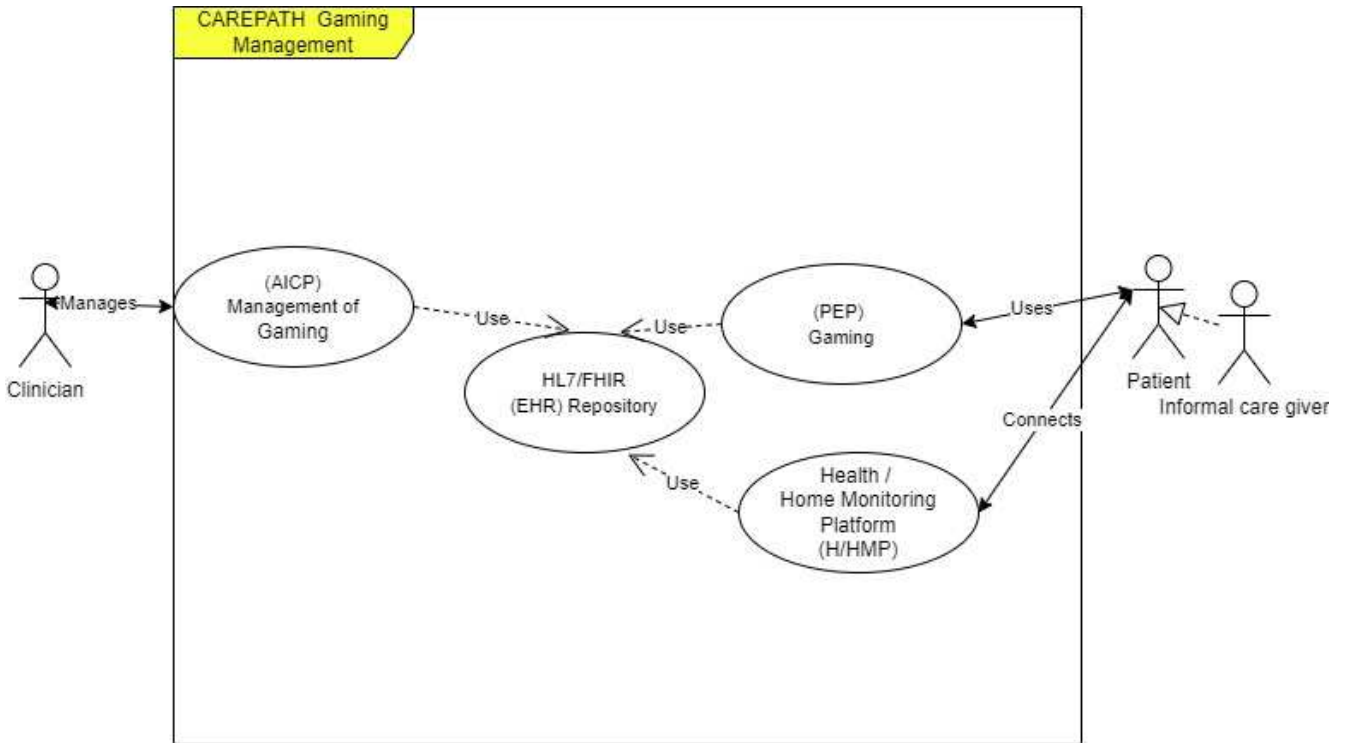 CAREPATH Gaming
Management
(AICP)
Management of
Gaming
Manages
Clinician
Use
Use
HL7/FHIR
(EHR) Repository
(PEP)
Gaming
Uses
Patient
Informal care giver
Connects
Use
Health /
Home Monitoring
Platform
(H/HMP)